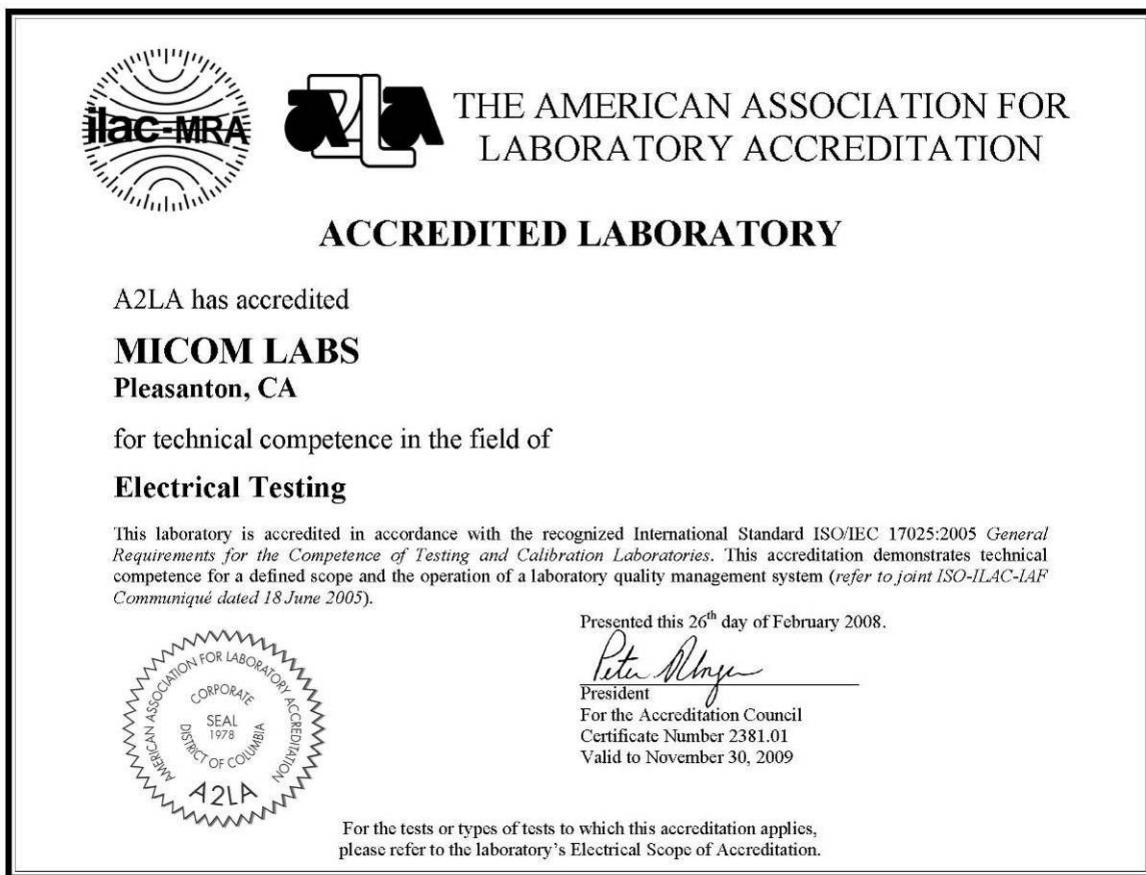 ilac-MRA
A2LA
THE AMERICAN ASSOCIATION FOR
LABORATORY ACCREDITATION
ACCREDITED LABORATORY
A2LA has accredited
MICOM LABS
Pleasanton, CA
for technical competence in the field of
Electrical Testing
This laboratory is accredited in accordance with the recognized International Standard ISO/IEC 17025:2005 General
Requirements for the Competence of Testing and Calibration Laboratories. This accreditation demonstrates technical
competence for a defined scope and the operation of a laboratory quality management system (refer to joint ISO-ILAC-IAF
Communiqué dated 18 June 2005).
Presented this 26th day of February 2008.
Peter
President
For the Accreditation Council
Certificate Number 2381.01
Valid to November 30, 2009
AMERICAN ASSOCIATION FOR LABORATORY ACCREDITATION
CORPORATE
SEAL
1978
DISTRICT OF COLUMBIA
A2LA
For the tests or types of tests to which this accreditation applies,
please refer to the laboratory's Electrical Scope of Accreditation.